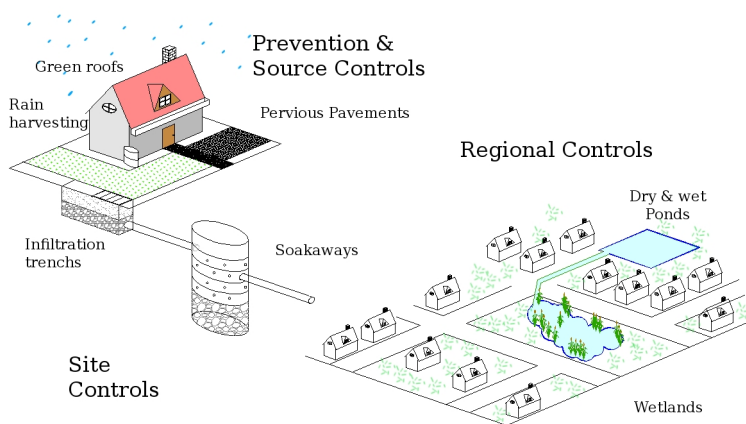 Prevention &
Source Controls
Green roofs
Rain
harvesting
Pervious Pavements
Regional Controls
Dry & wet
Ponds
Infiltration
trenchs
Soakaways
Site
Controls
Wetlands